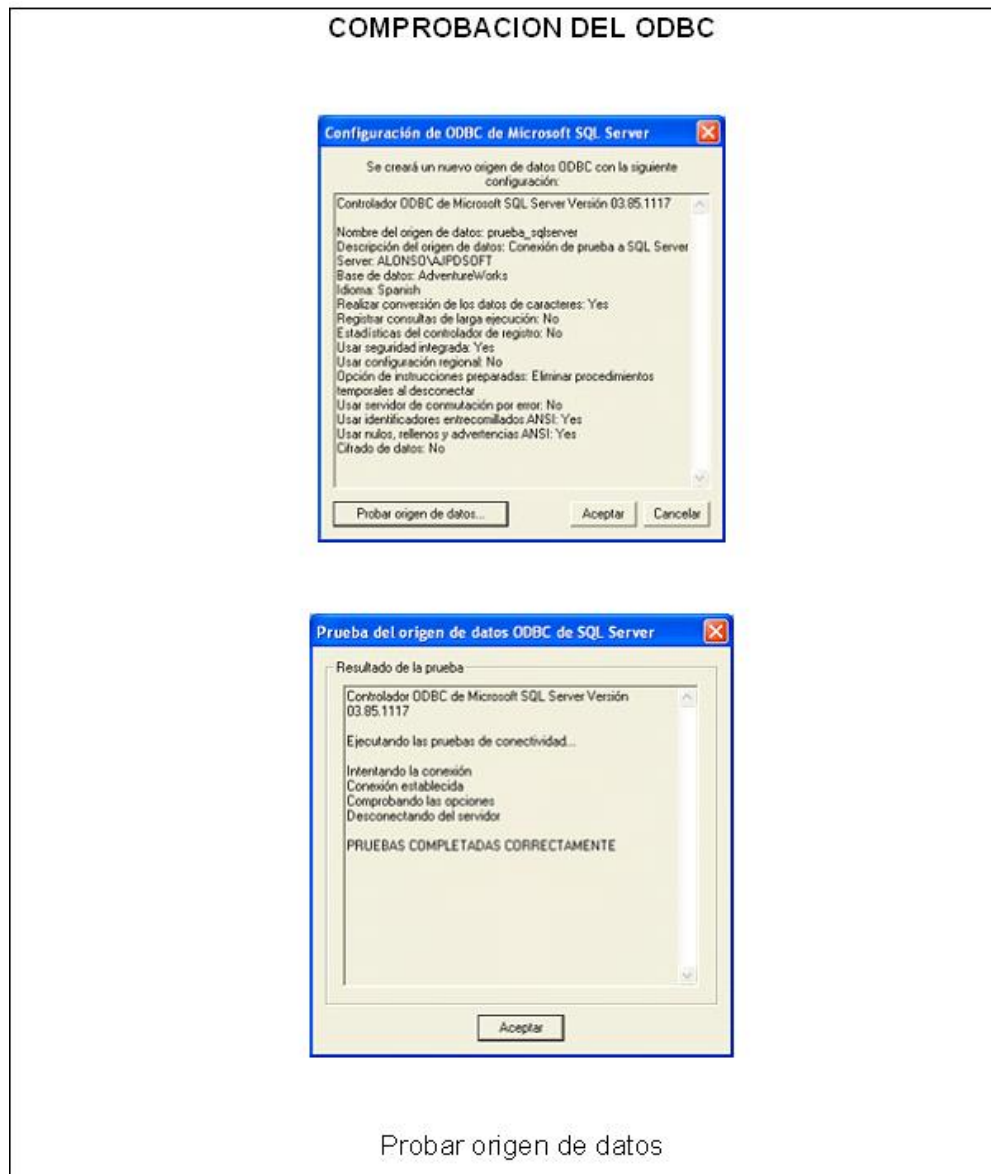 COMPROBACION DEL ODBC
Configuración de ODBC de Microsoft SQL Server
Se creará un nuevo origen de datos ODBC con la siguiente
configuración:
Controlador ODBC de Microsoft SQL Server Versión 03.85.1117
Nombre del origen de datos: prueba_sqlserver
Descripción del origen de datos: Conexión de prueba a SQL Server
Server: ALONSO\AJPDSOFT
Base de datos: AdventureWorks
Idioma: Spanish
Realizar conversión de los datos de caracteres: Yes
Registrar consultas de larga ejecución: No
Estadísticas del controlador de registro: No
Usar seguridad integrada: Yes
Usar configuración regional: No
Opción de instrucciones preparadas: Eliminar procedimientos
temporales al desconectar
Usar servidor de conmutación por error: No
Usar identificadores entrecomillados ANSI: Yes
Usar nulos, rellenos y advertencias ANSI: Yes
Cifrado de datos: No
Probar origen de datos... Aceptar Cancelar
Prueba del origen de datos ODBC de SQL Server
Resultado de la prueba
Controlador ODBC de Microsoft SQL Server Versión
03.85.1117
Ejecutando las pruebas de conectividad...
Intentando la conexión
Conexión establecida
Comprobando las opciones
Desconectando del servidor
PRUEBAS COMPLETADAS CORRECTAMENTE
Aceptar
Probar origen de datos